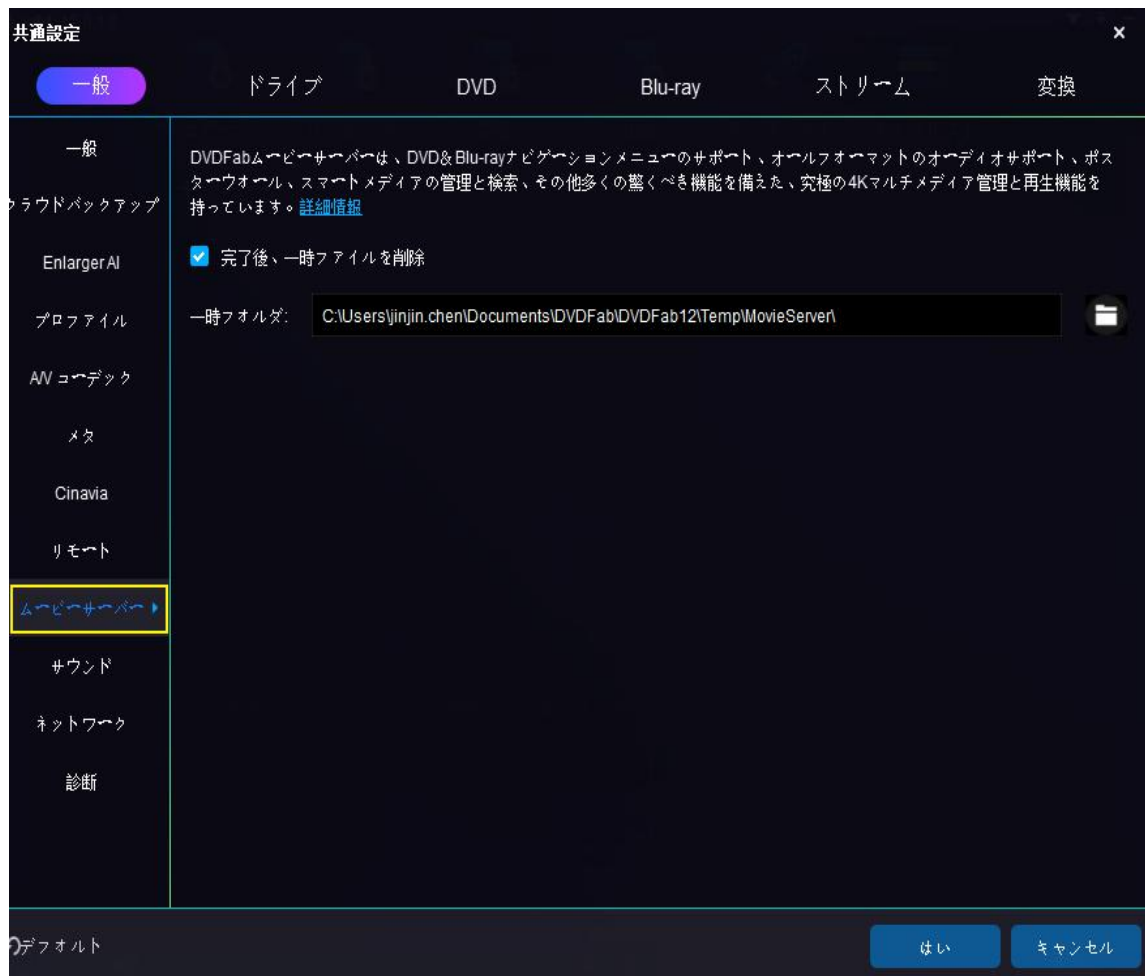 共通設定
一般 ドライブ DVD Blu-ray ストリーム 変換
一般
クラウドバックアップ
Enlarger AI
プロファイル
A/V コーデック
メタ
Cinavia
リモート
ムービーサーバー
サウンド
ネットワーク
診断
DVDFabムービーサーバーは、DVD&Blu-rayナビゲーションメニューのサポート、オールフォーマットのオーディオサポート、ポス
ターウオール、スマートメディアの管理と検索、その他多くの驚くべき機能を備えた、究極の4Kマルチメディア管理と再生機能を
持っています。詳細情報
完了後、一時ファイルを削除
一時フォルダ: C:\Users\jinjin.chen\Documents\DVDFab\DVDFab12\Temp\MovieServer\
デフォルト はい キャンセル